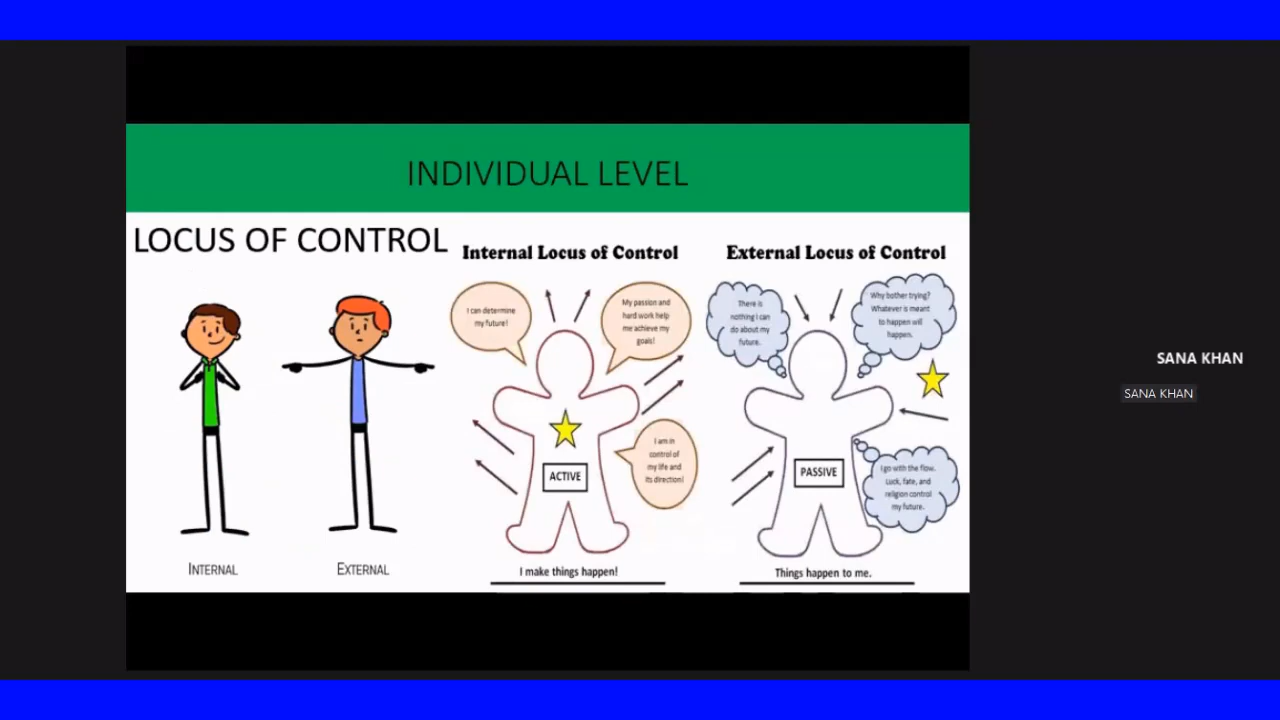 INDIVIDUAL LEVEL
LOCUS OF CONTROL
INTERNAL
EXTERNAL
Internal Locus of Control
I can determine
my future!
My passion and
hard work help
me achieve my
goals!
I am in
control of
my life and
its direction!
ACTIVE
I make things happen!
External Locus of Control
There is
nothing I can
do about my
future.
Why bother trying?
Whatever is meant
to happen will
happen.
I go with the flow.
Luck, fate, and
religion control
my future.
PASSIVE
Things happen to me.
SANA KHAN
SANA KHAN